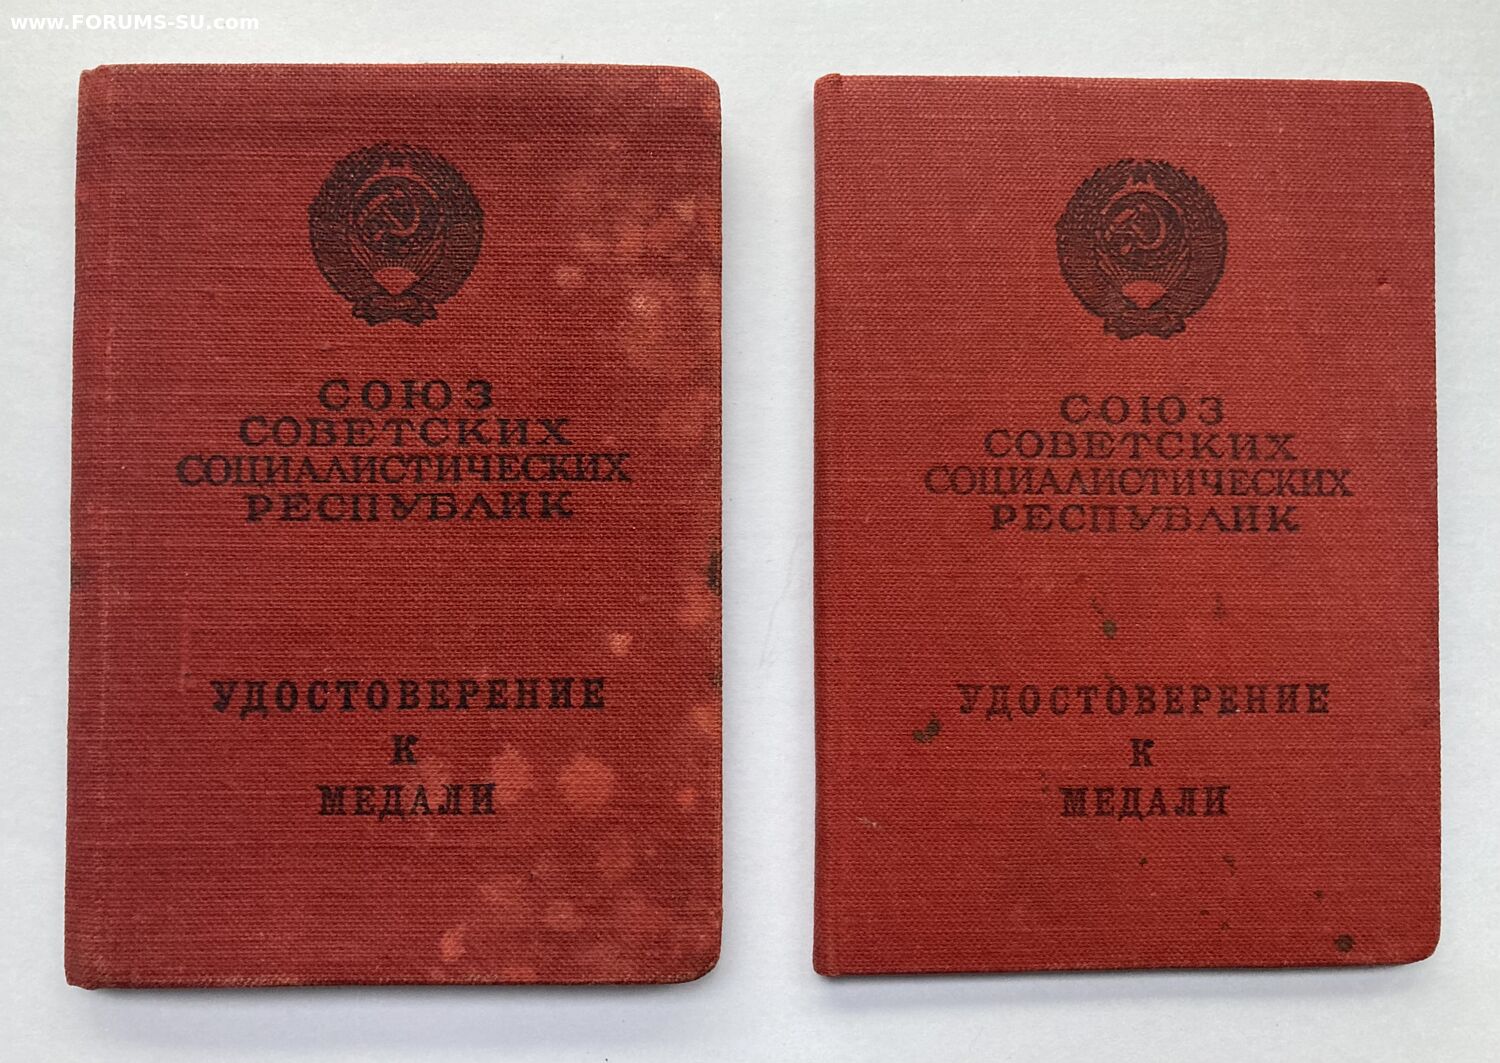 www.FORUMS-SU.com
СОЮЗ
СОВЕТСКИХ
СОЦИАЛИСТИЧЕСКИХ
РЕСПУБЛИК
УДОСТОВЕРЕНИЕ
К
МЕДАЛИ
СОЮЗ
СОВЕТСКИХ
СОЦИАЛИСТИЧЕСКИХ
РЕСПУБЛИК
УДОСТОВЕРЕНИЕ
К
МЕДАЛИ